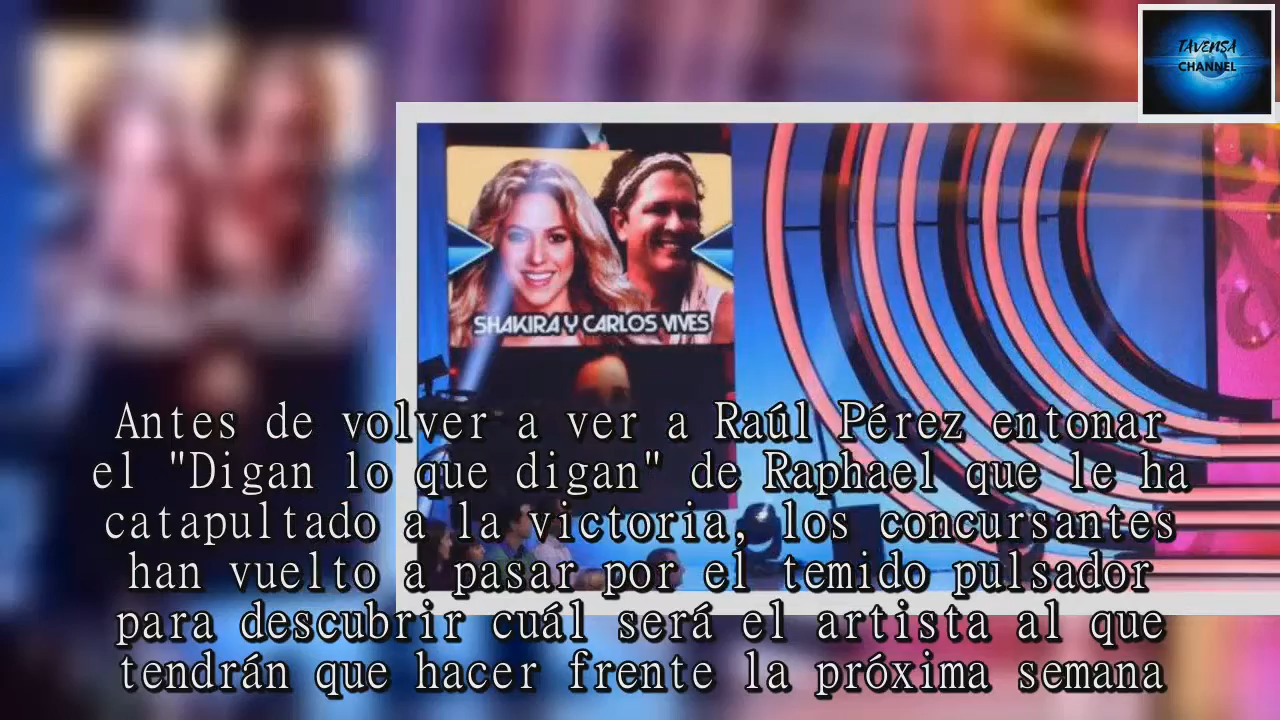 TAVENSA
CHANNEL
SHAKIRA Y CARLOS VIVES
Antes de volver a ver a Raúl Pérez entonar
el "Digan lo que digan" de Raphael que le ha
catapultado a la victoria, los concursantes
han vuelto a pasar por el temido pulsador
para descubrir cuál será el artista al que
tendrán que hacer frente la próxima semana